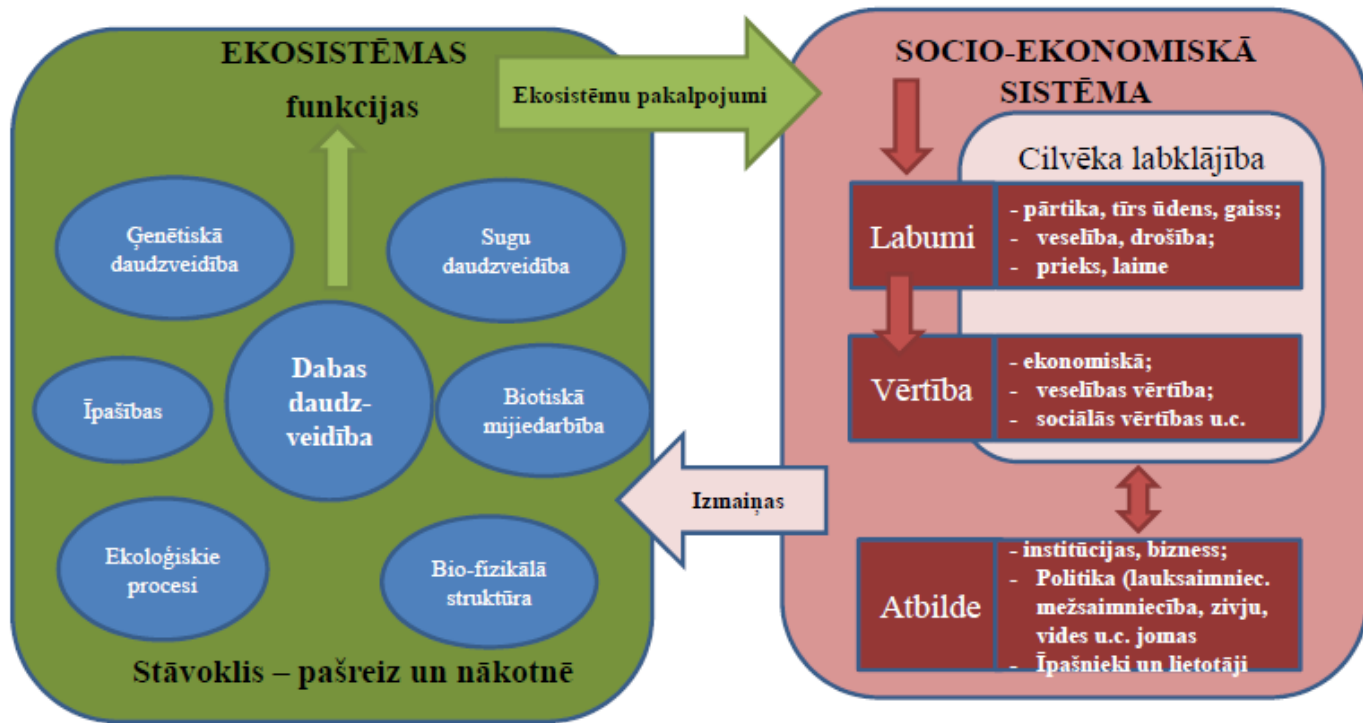 EKOSISTĒMAS
funkcijas
Ģenētiskā
daudzveidība
Sugu
daudzveidība
Dabas
daudz-
veidība
Īpašības
Biotiskā
mijiedarbība
Ekoloģiskie
procesi
Bio-fizikālā
struktūra
Stāvoklis – pašreiz un nākotnē
Ekosistēmu pakalpojumi
Izmaiņas
SOCIO-EKONOMISKĀ
SISTĒMA
Cilvēka labklājība
Labumi
- pārtika, tīrs ūdens, gaiss;
- veselība, drošība;
- prieks, laime
Vērtība
- ekonomiskā;
- veselības vērtība;
- sociālās vērtības u.c.
Atbilde
- institūcijas, bizness;
- Politika (lauksaimniec.
mežsaimniecība, zivju,
vides u.c. jomas
- Īpašnieki un lietotāji